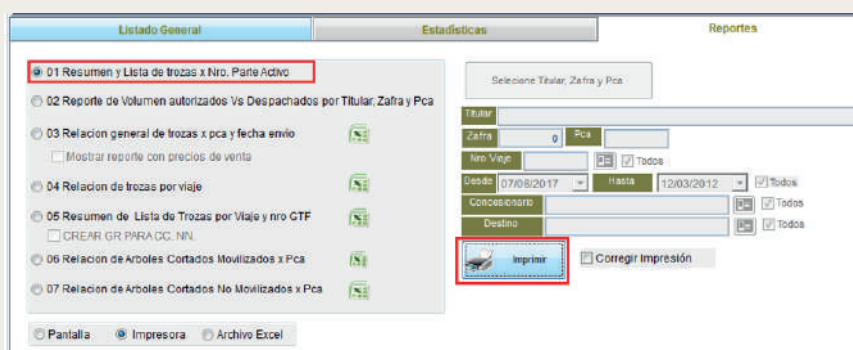 Listado General
Estadísticas
Reportes
01 Resumen y Lista de trozas x Nro. Parte Activo
02 Reporte de Volumen autorizados Vs Despachados por Titular, Zafra y Pca
03 Relacion general de trozas x pca y fecha envio
Mostrar reporte con precios de venta
04 Relacion de trozas por viaje
05 Resumen de Lista de Trozas por Viaje y nro GTF
CREAR GR PARA CC. NN.
06 Relacion de Arboles Cortados Movilizados x Pca
07 Relacion de Arboles Cortados No Movilizados x Pca
Pantalla Impresora Archivo Excel
Selecione Titular, Zafra y Pca
Titular
Zafra 0 Pca
Nro Viaje Todos
Desde 07/08/2017 Hasta 12/03/2012 Todos
Concesionario Todos
Destino Todos
Imprimir Corregir Impresión